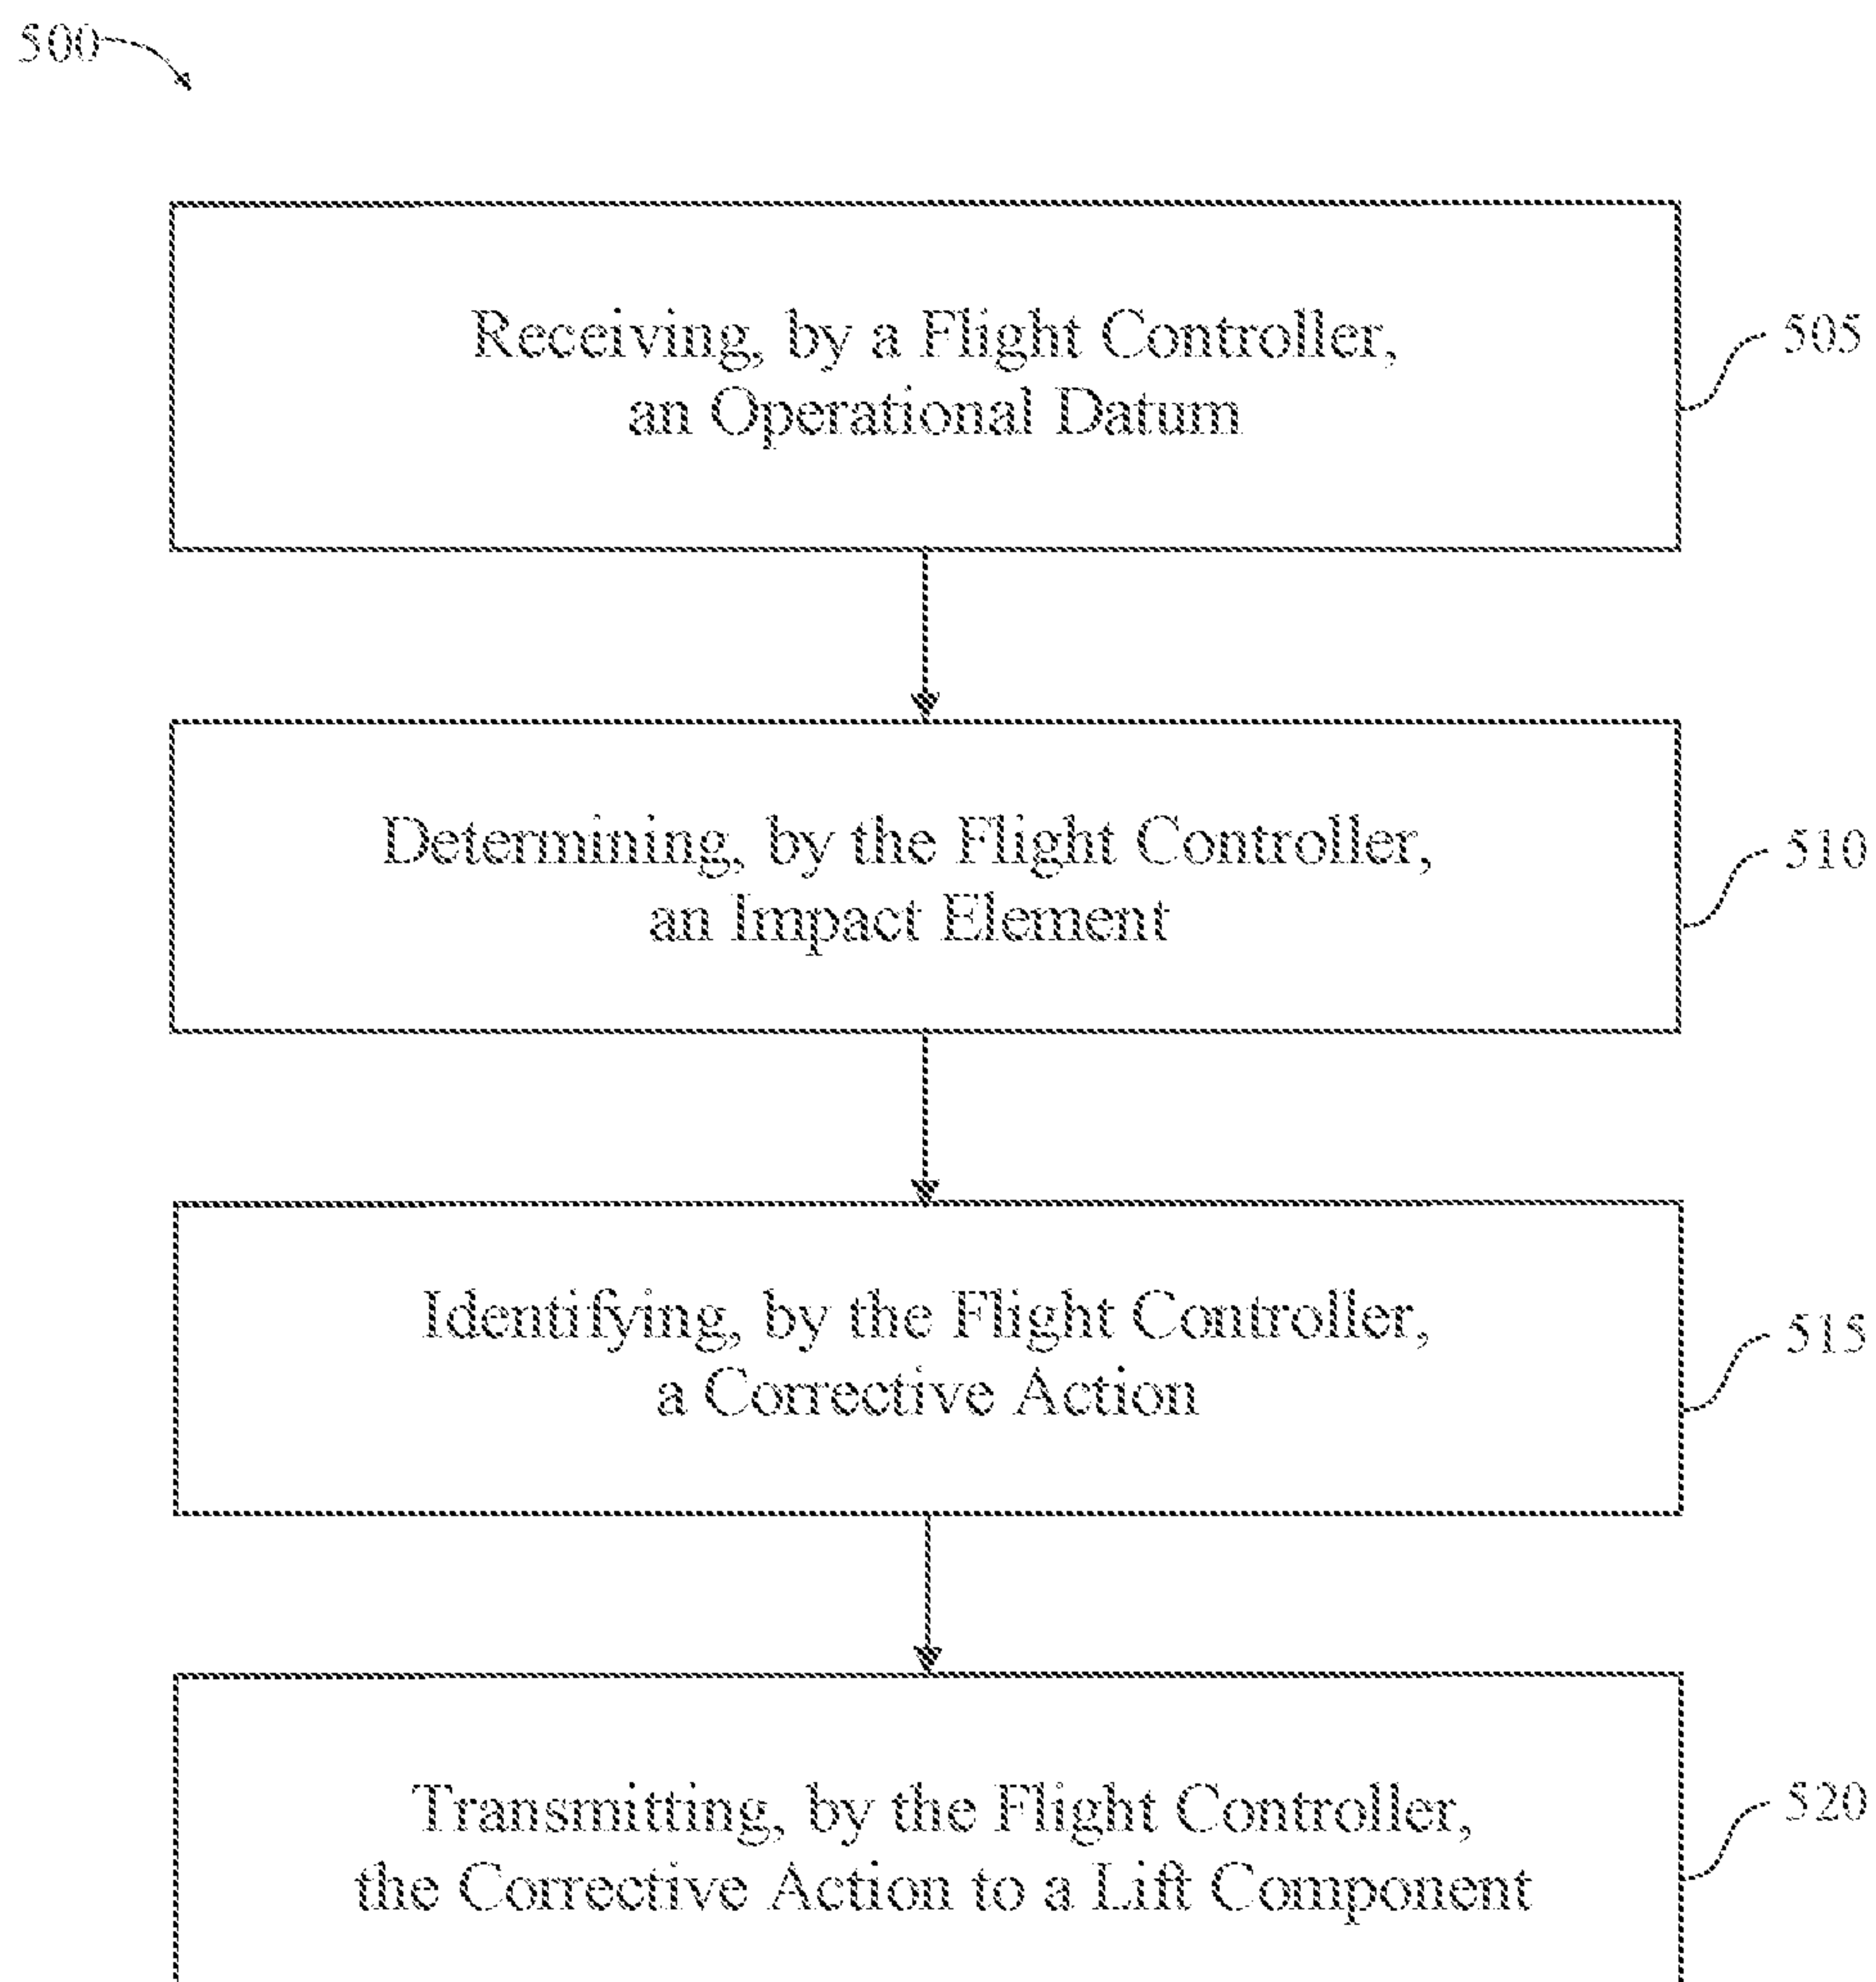 500
Receiving, by a Flight Controller,
an Operational Datum
505
Determining, by the Flight Controller,
an Impact Element
510
Identifying, by the Flight Controller,
a Corrective Action
515
Transmitting, by the Flight Controller,
the Corrective Action to a Lift Component
520